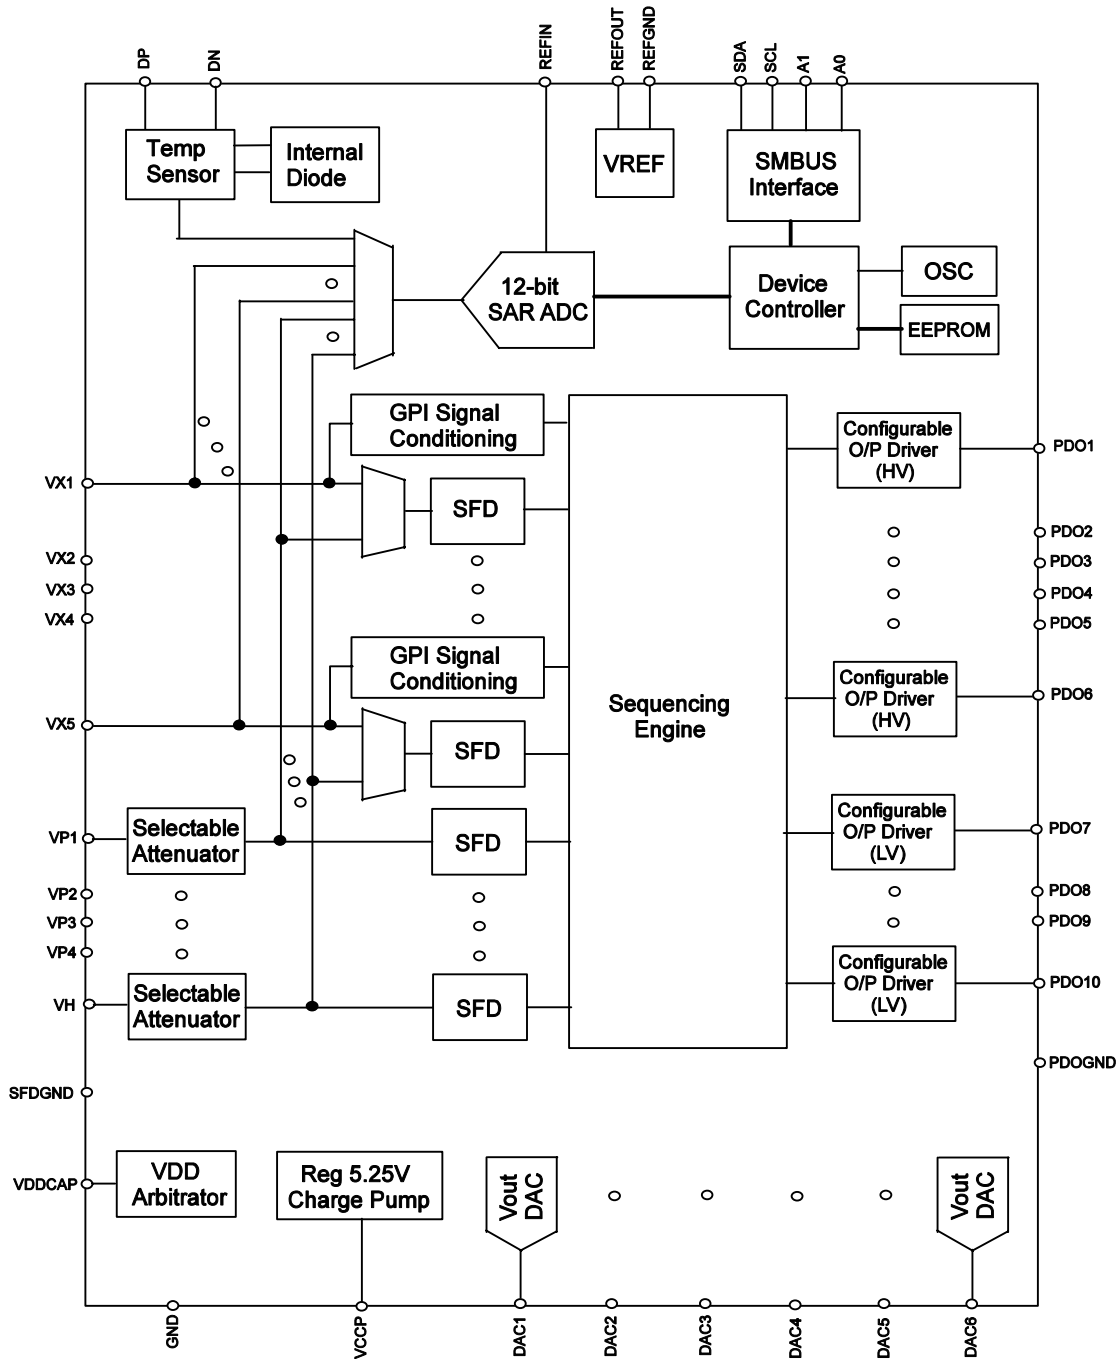 DP
DN
REFIN
REFOUT
REFGND
SDA
SCL
A1
A0
Temp
Sensor
Internal
Diode
VREF
SMBUS
Interface
12-bit
SAR ADC
Device
Controller
OSC
EEPROM
GPI Signal
Conditioning
Configurable
O/P Driver
(HV)
PDO1
VX1
SFD
VX2
VX3
VX4
PDO2
PDO3
PDO4
PDO5
GPI Signal
Conditioning
Sequencing
Engine
Configurable
O/P Driver
(HV)
PDO6
VX5
SFD
VP1
Selectable
Attenuator
SFD
Configurable
O/P Driver
(LV)
PDO7
VP2
VP3
VP4
PDO8
PDO9
VH
Selectable
Attenuator
SFD
Configurable
O/P Driver
(LV)
PDO10
SFDGND
PDOGND
VDDCAP
VDD
Arbitrator
Reg 5.25V
Charge Pump
Vout
DAC
Vout
DAC
GND
VCCP
DAC1
DAC2
DAC3
DAC4
DAC5
DAC6